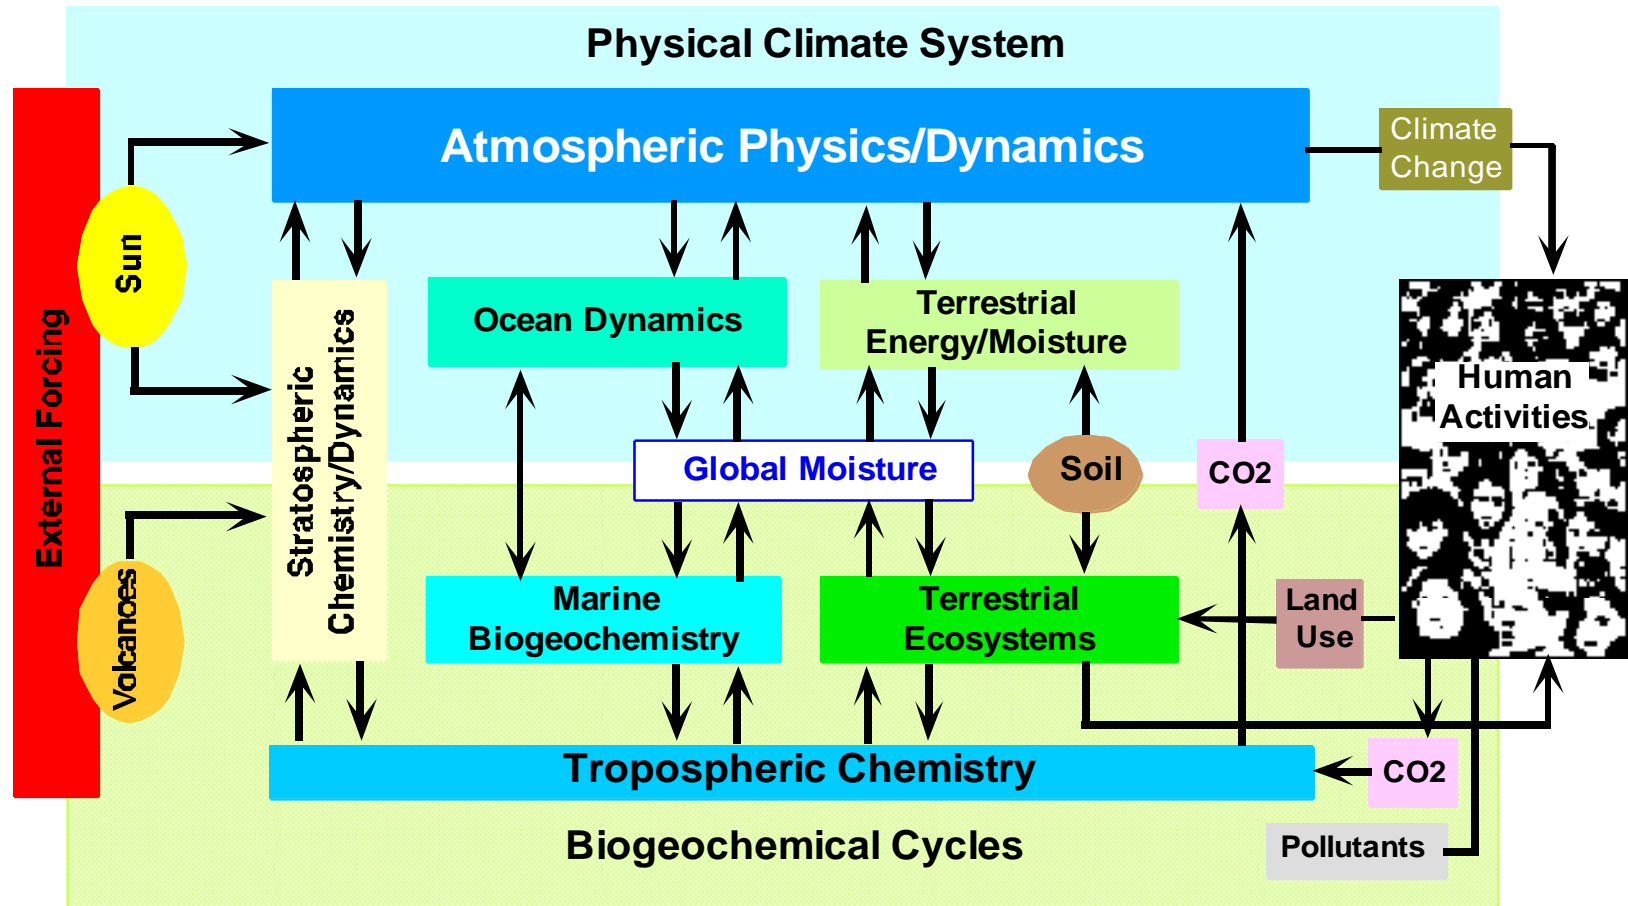 Physical Climate System
Atmospheric Physics/Dynamics
Climate
Change
External Forcing
Sun
Volcanoes
Stratospheric
Chemistry/Dynamics
Ocean Dynamics
Terrestrial
Energy/Moisture
Human
Activities
Global Moisture
Soil
CO2
Marine
Biogeochemistry
Terrestrial
Ecosystems
Land
Use
Tropospheric Chemistry
CO2
Biogeochemical Cycles
Pollutants